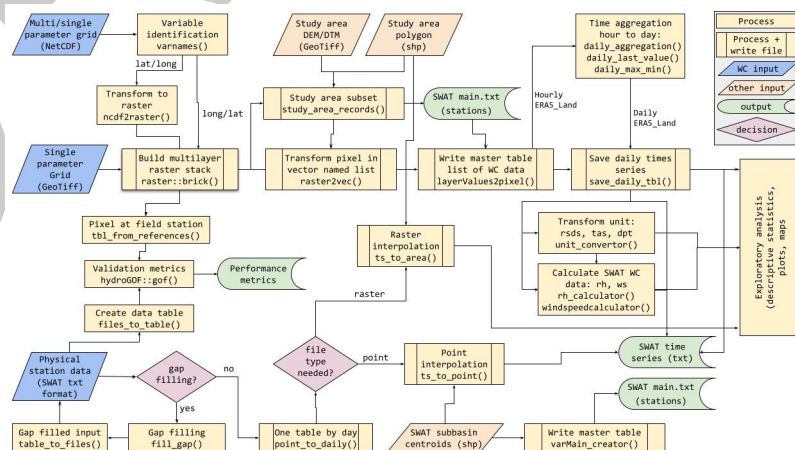 Multi/single
parameter grid
(NetCDF)
Variable
identification
varnames()
lat/long
long/lat
Transform to
raster
ncdf2raster()
Single
parameter
Grid
(GeoTiff)
Build multilayer
raster stack
raster::brick()
Study area
DEM/DTM
(GeoTiff)
Study area
polygon
(shp)
Study area subset
study_area_records()
SWAT main.txt
(stations)
Transform pixel in
vector named list
raster2vec()
Write master table
list of WC data
layerValues2pixel()
Time aggregation
hour to day:
daily_aggregation()
daily_last_value()
daily_max_min()
Hourly
ERA5_Land
Daily
ERA5_Land
Save daily times
series
save_daily_tbl()
Process
Process +
write file
WC input
other input
output
decision
Pixel at field station
tbl_from_references()
Validation metrics
hydroGOF::gof()
Performance
metrics
Create data table
files_to_table()
Physical
station data
(SWAT txt
format)
gap
filling?
no
yes
Gap filled input
table_to_files()
Gap filling
fill_gap()
One table by day
point_to_daily()
file
type
needed?
raster
point
Raster
interpolation
ts_to_area()
Point
interpolation
ts_to_point()
Transform unit:
rsds, tas, dpt
unit_convertor()
Calculate SWAT WC
data: rh, ws
rh_calculator()
windspeedcalculator()
Exploratory analysis
(descriptive statistics,
plots, maps
SWAT time
series (txt)
SWAT main.txt
(stations)
SWAT subbasin
centroids (shp)
Write master table
varMain_creator()